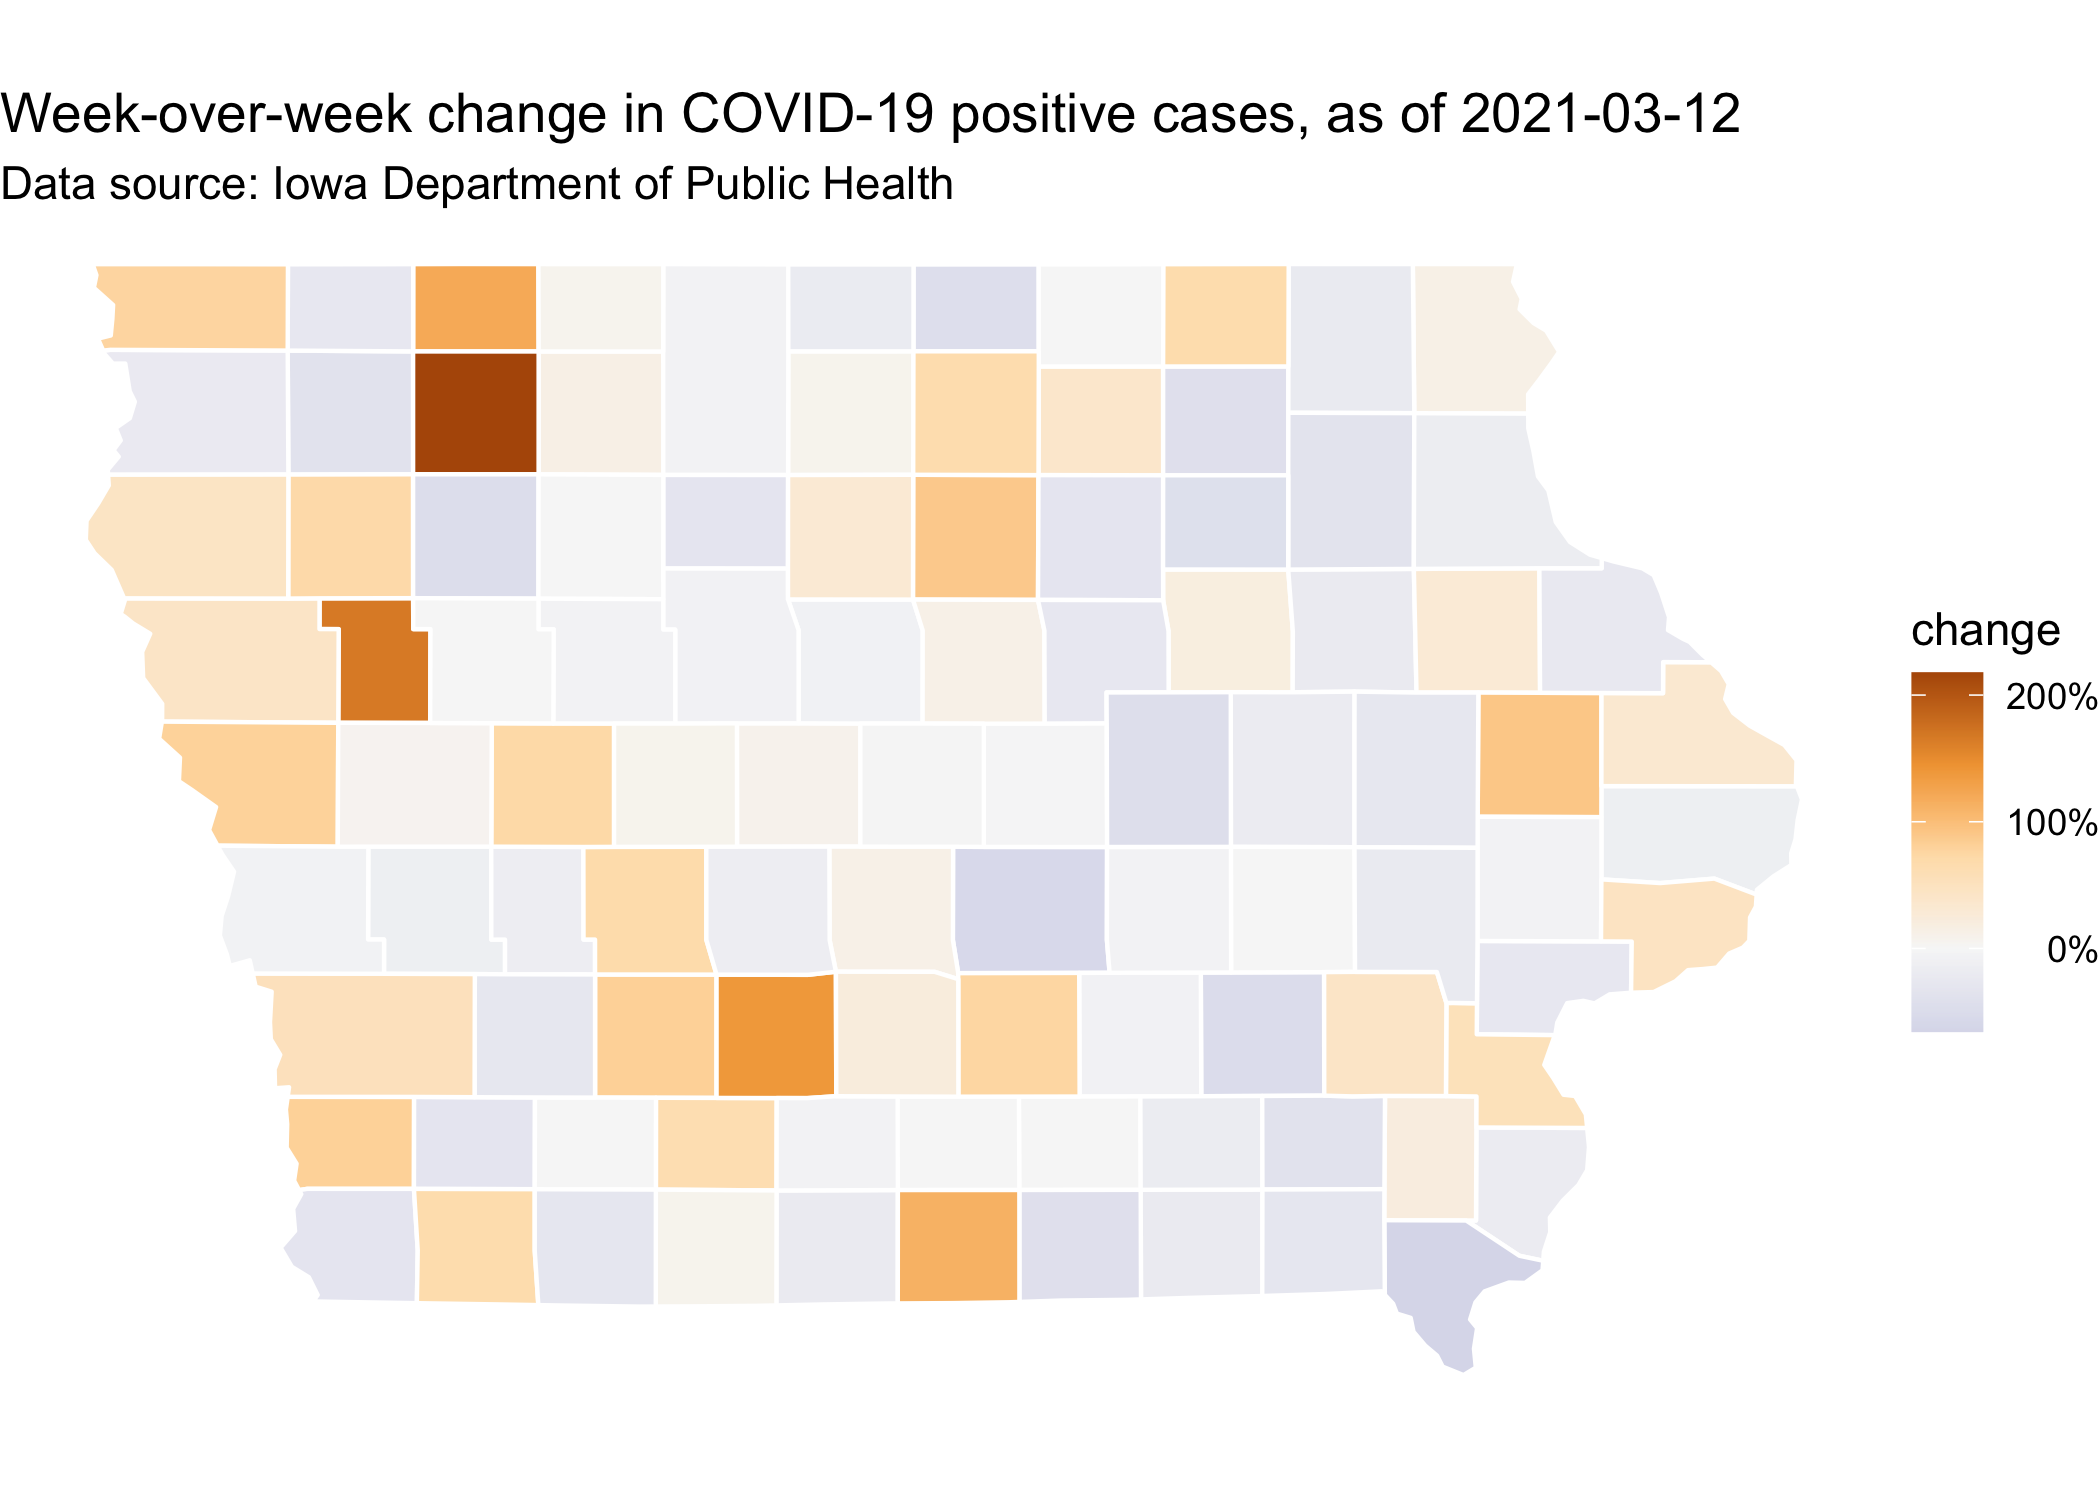 Week-over-week change in COVID-19 positive cases, as of 2021-03-12
Data source: Iowa Department of Public Health
change
200%
100%
0%